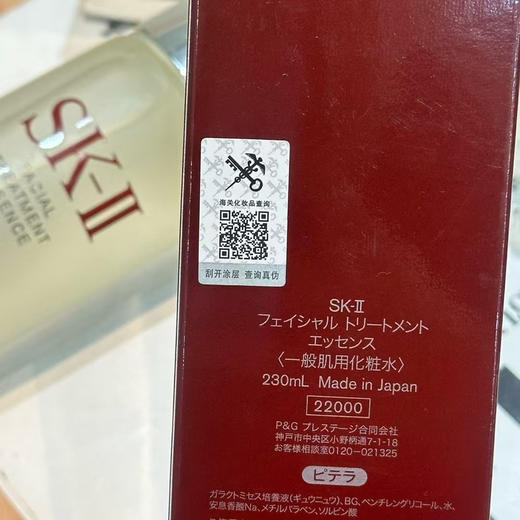 SK-II
FACIAL
TREATMENT
ESSENCE
海关化妆品查询
刮开涂层 查询真伪
SK-II
フェイシャル トリートメント
エッセンス
〈一般肌用化粧水〉
230mL Made in Japan
22000
P&G プレステージ合同会社
神戸市中央区小野柄通7-1-18
お客様相談室0120-021325
ピテラ
ガラクトミセス培養液(ギュウニュウ)、BG、ペンチレングリコール、水、
安息香酸Na、メチルパラベン、ソルビン酸